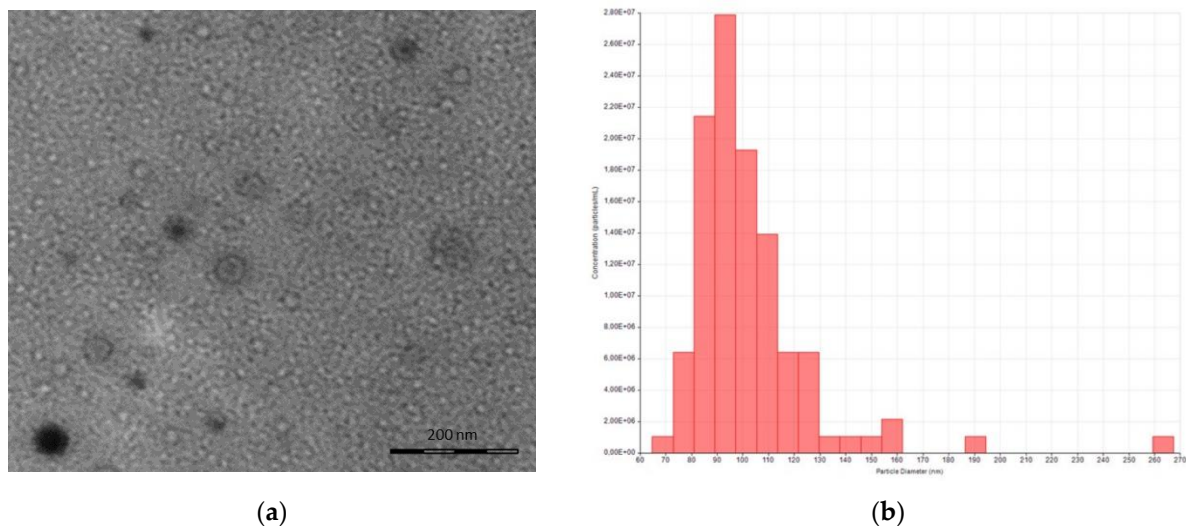 200 nm
2,80E+07
2,60E+07
2,40E+07
2,20E+07
2,00E+07
1,80E+07
1,60E+07
1,40E+07
1,20E+07
1,00E+07
8,00E+06
6,00E+06
4,00E+06
2,00E+06
0,00E+00
Concentration (particles/mL)
60 70 80 90 100 110 120 130 140 150 160 170 180 190 200 210 220 230 240 250 260 270
Particle Diameter (nm)
(a) (b)